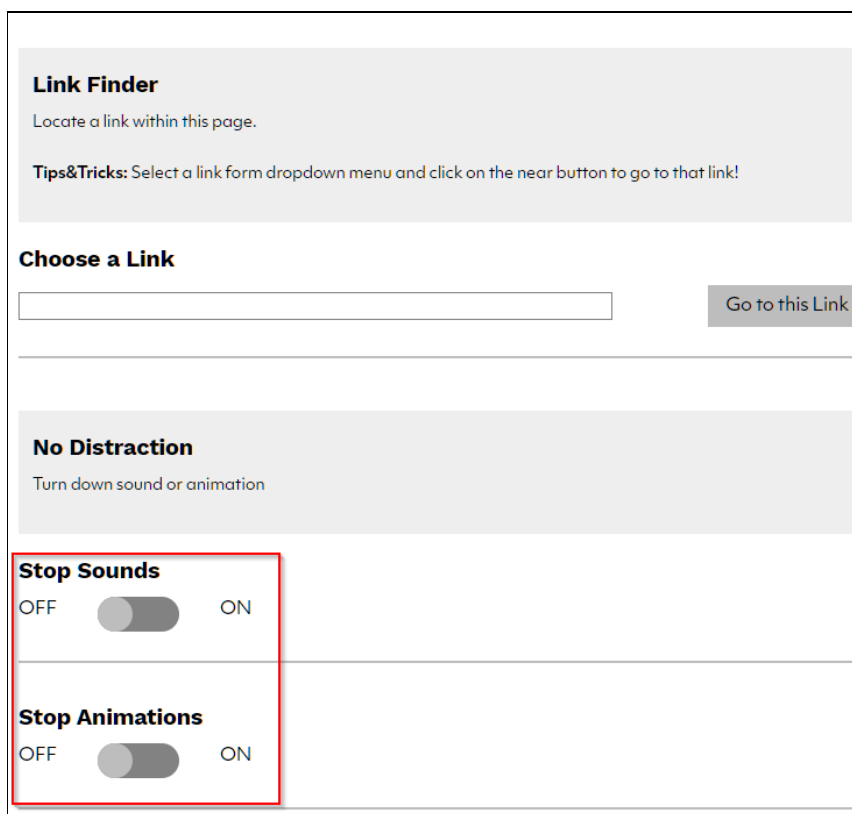 Link Finder
Locate a link within this page.
Tips&Tricks: Select a link form dropdown menu and click on the near button to go to that link!
Choose a Link
Go to this Link
No Distraction
Turn down sound or animation
Stop Sounds
OFF ON
Stop Animations
OFF ON